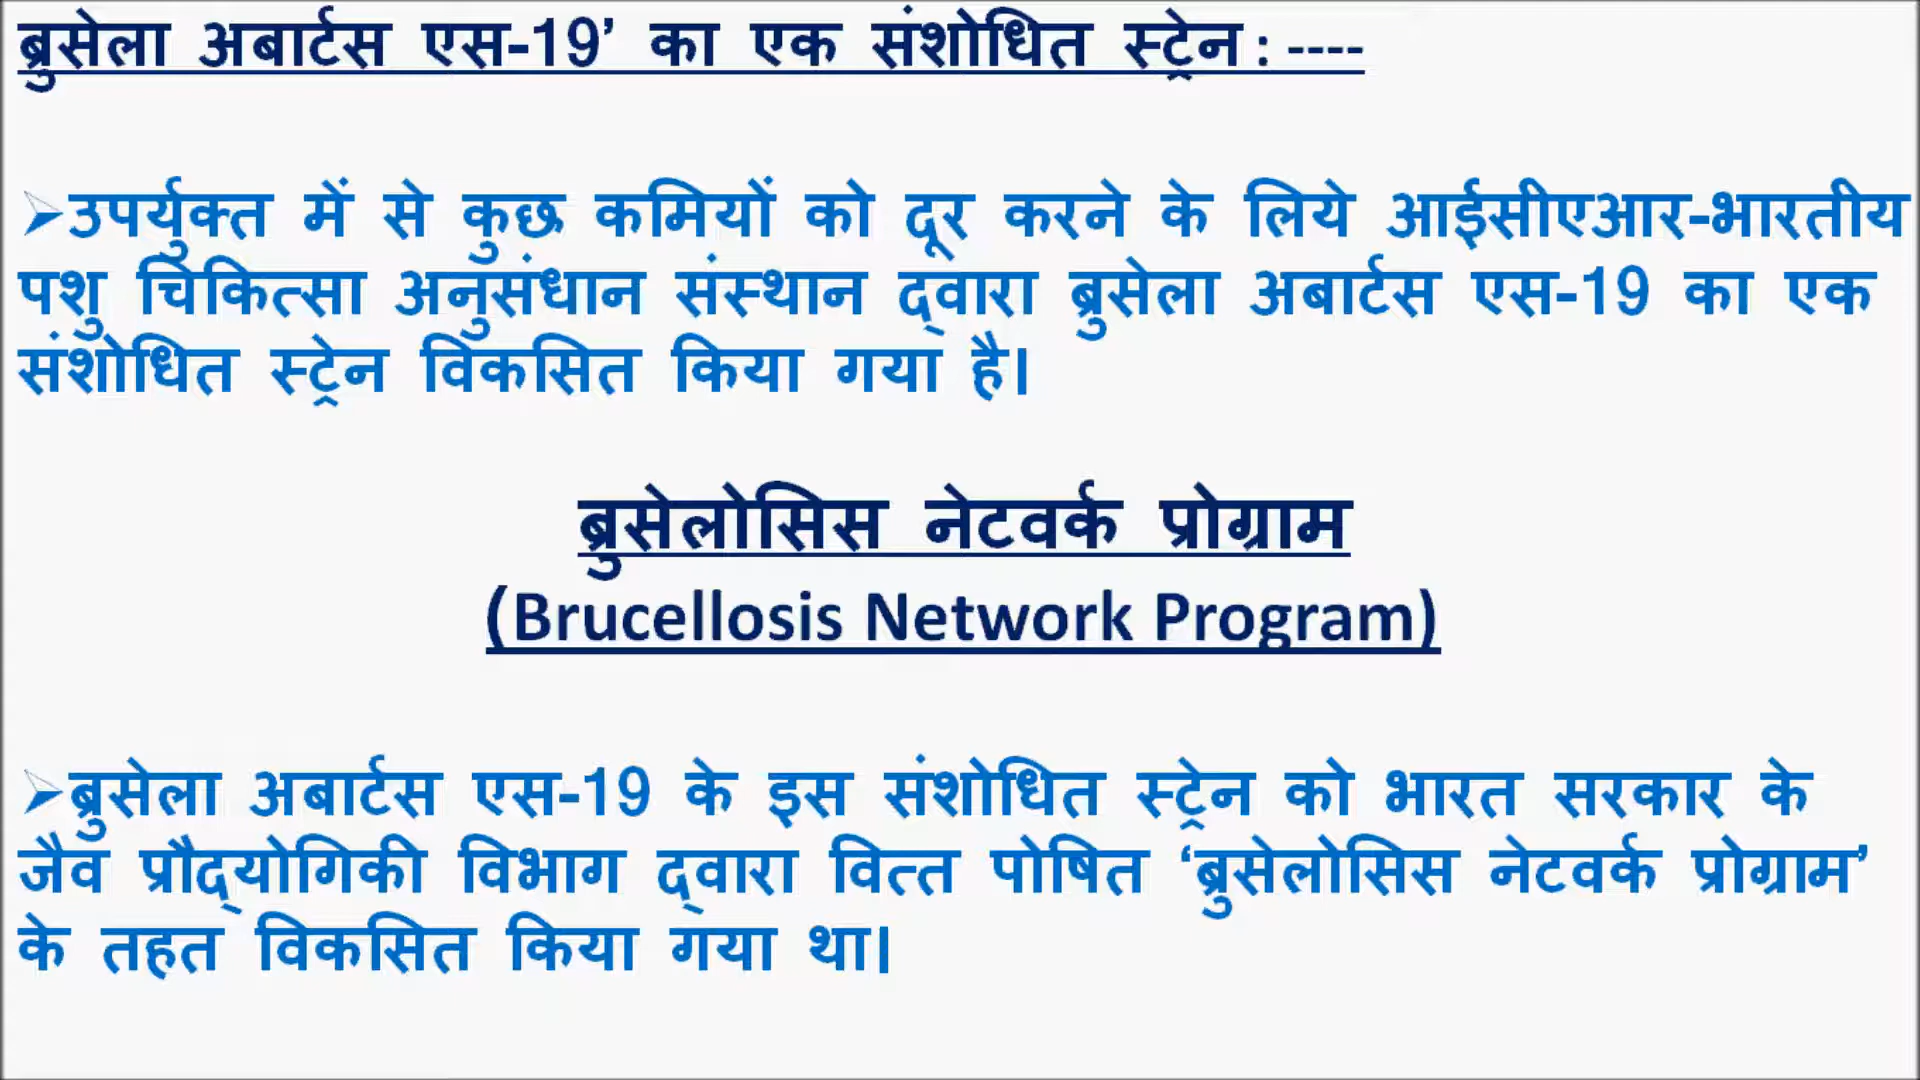 ब्रुसेला अबार्टस एस-19’ का एक संशोधित स्ट्रेन: ----
➢उपर्युक्त में से कुछ कमियों को दूर करने के लिये आईसीएआर-भारतीय
पशु चिकित्सा अनुसंधान संस्थान द्वारा ब्रुसेला अबार्टस एस-19 का एक
संशोधित स्ट्रेन विकसित किया गया है।
ब्रुसेलोसिस नेटवर्क प्रोग्राम
(Brucellosis Network Program)
➢ब्रुसेला अबार्टस एस-19 के इस संशोधित स्ट्रेन को भारत सरकार के
जैव प्रौद्योगिकी विभाग द्वारा वित्त पोषित ‘ब्रुसेलोसिस नेटवर्क प्रोग्राम’
के तहत विकसित किया गया था।